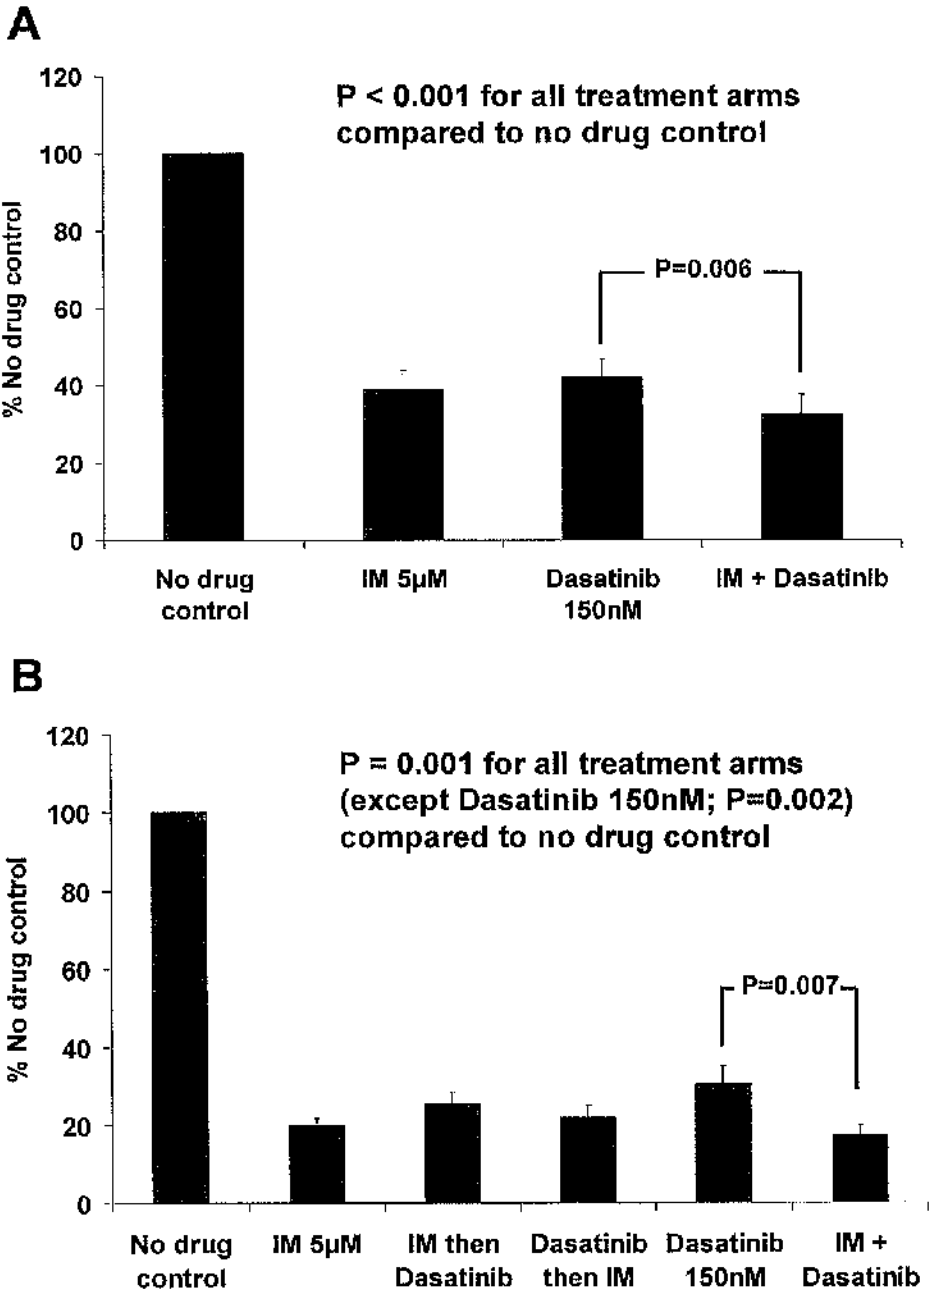 A
P < 0.001 for all treatment arms
compared to no drug control
% No drug control
120
100
80
60
40
20
0
P=0.006
No drug
control
IM 5µM
Dasatinib
150nM
IM + Dasatinib
B
P = 0.001 for all treatment arms
(except Dasatinib 150nM; P=0.002)
compared to no drug control
% No drug control
120
100
80
60
40
20
0
P=0.007
No drug
control
IM 5µM
IM then
Dasatinib
Dasatinib
then IM
Dasatinib
150nM
IM +
Dasatinib